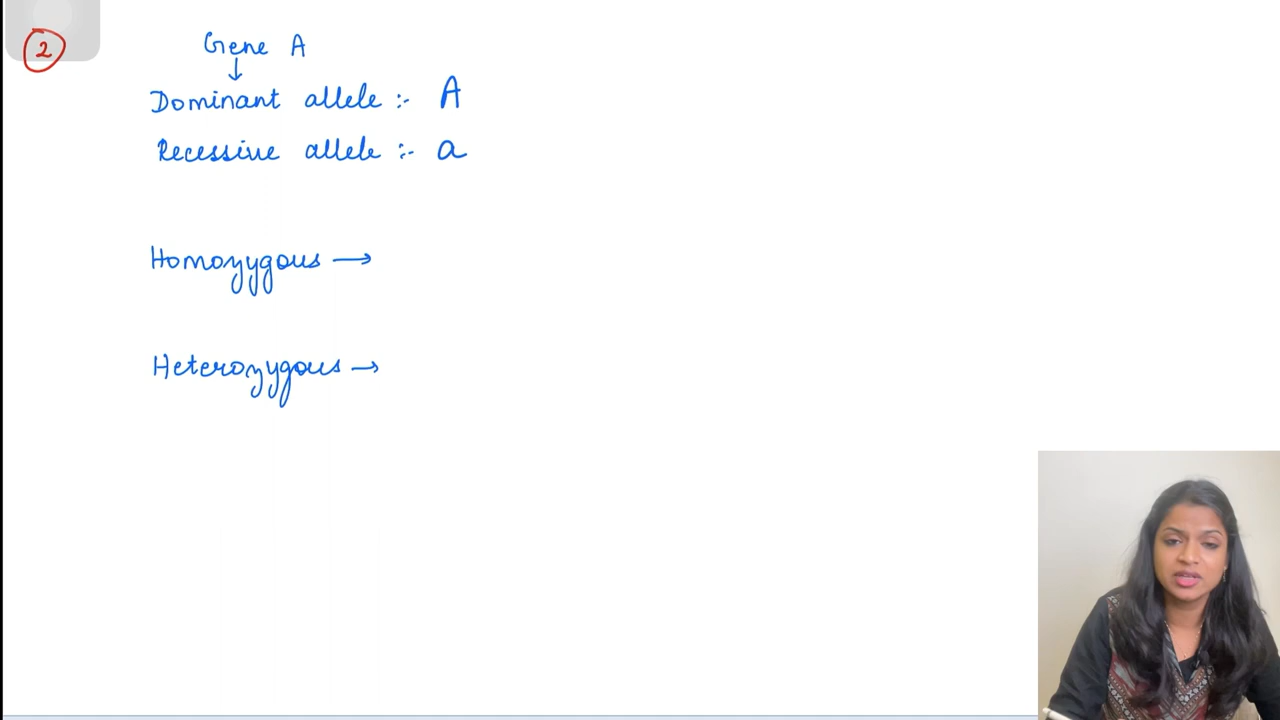 2
Gene A
↓
Dominant allele :- A
Recessive allele :- a
Homozygous →
Heterozygous →